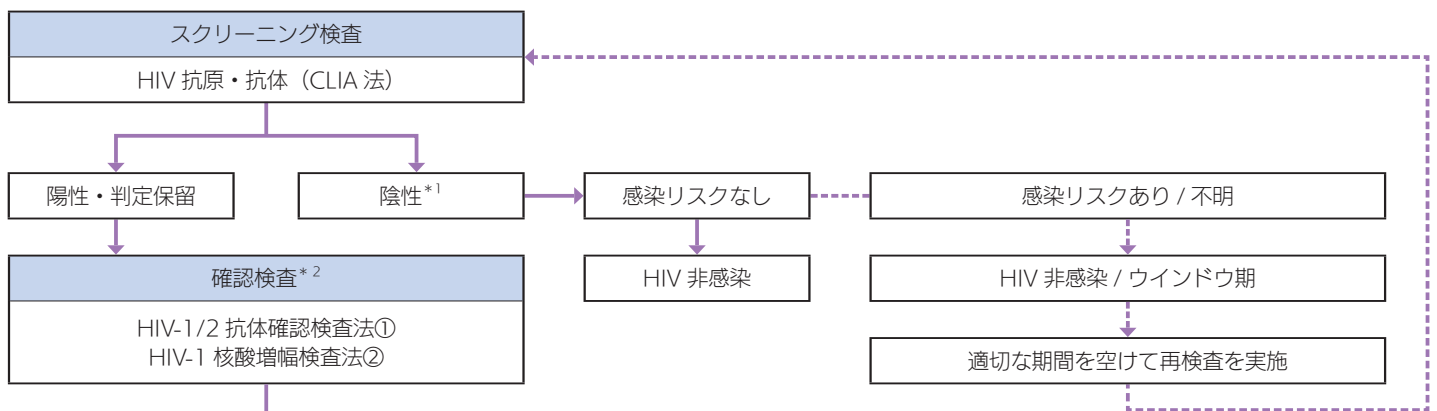 スクリーニング検査
HIV 抗原・抗体（CLIA 法）
陽性・判定保留
陰性*1
感染リスクなし
感染リスクあり / 不明
確認検査*2
HIV 非感染
HIV 非感染 / ウインドウ期
HIV-1/2 抗体確認検査法①
HIV-1 核酸増幅検査法②
適切な期間を空けて再検査を実施